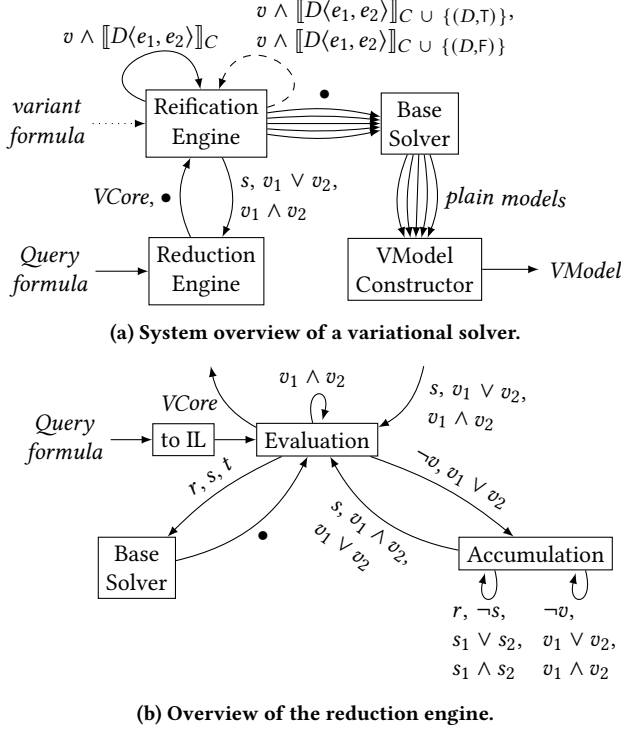 v ∧ ⟦D⟨e₁, e₂⟩⟧_C
v ∧ ⟦D⟨e₁, e₂⟩⟧_{C ∪ {(D,T)}},
v ∧ ⟦D⟨e₁, e₂⟩⟧_{C ∪ {(D,F)}}
variant
formula
Reification
Engine
•
Base
Solver
VCore, •
s, v₁ ∨ v₂,
v₁ ∧ v₂
plain models
Query
formula
Reduction
Engine
VModel
Constructor
VModel
(a) System overview of a variational solver.
v₁ ∧ v₂
VCore
s, v₁ ∨ v₂,
v₁ ∧ v₂
Query
formula
to IL
Evaluation
r, s, t
¬v, v₁ ∨ v₂
s, v₁ ∧ v₂,
v₁ ∨ v₂
•
Base
Solver
Accumulation
r, ¬s,
s₁ ∨ s₂,
s₁ ∧ s₂
¬v,
v₁ ∨ v₂,
v₁ ∧ v₂
(b) Overview of the reduction engine.